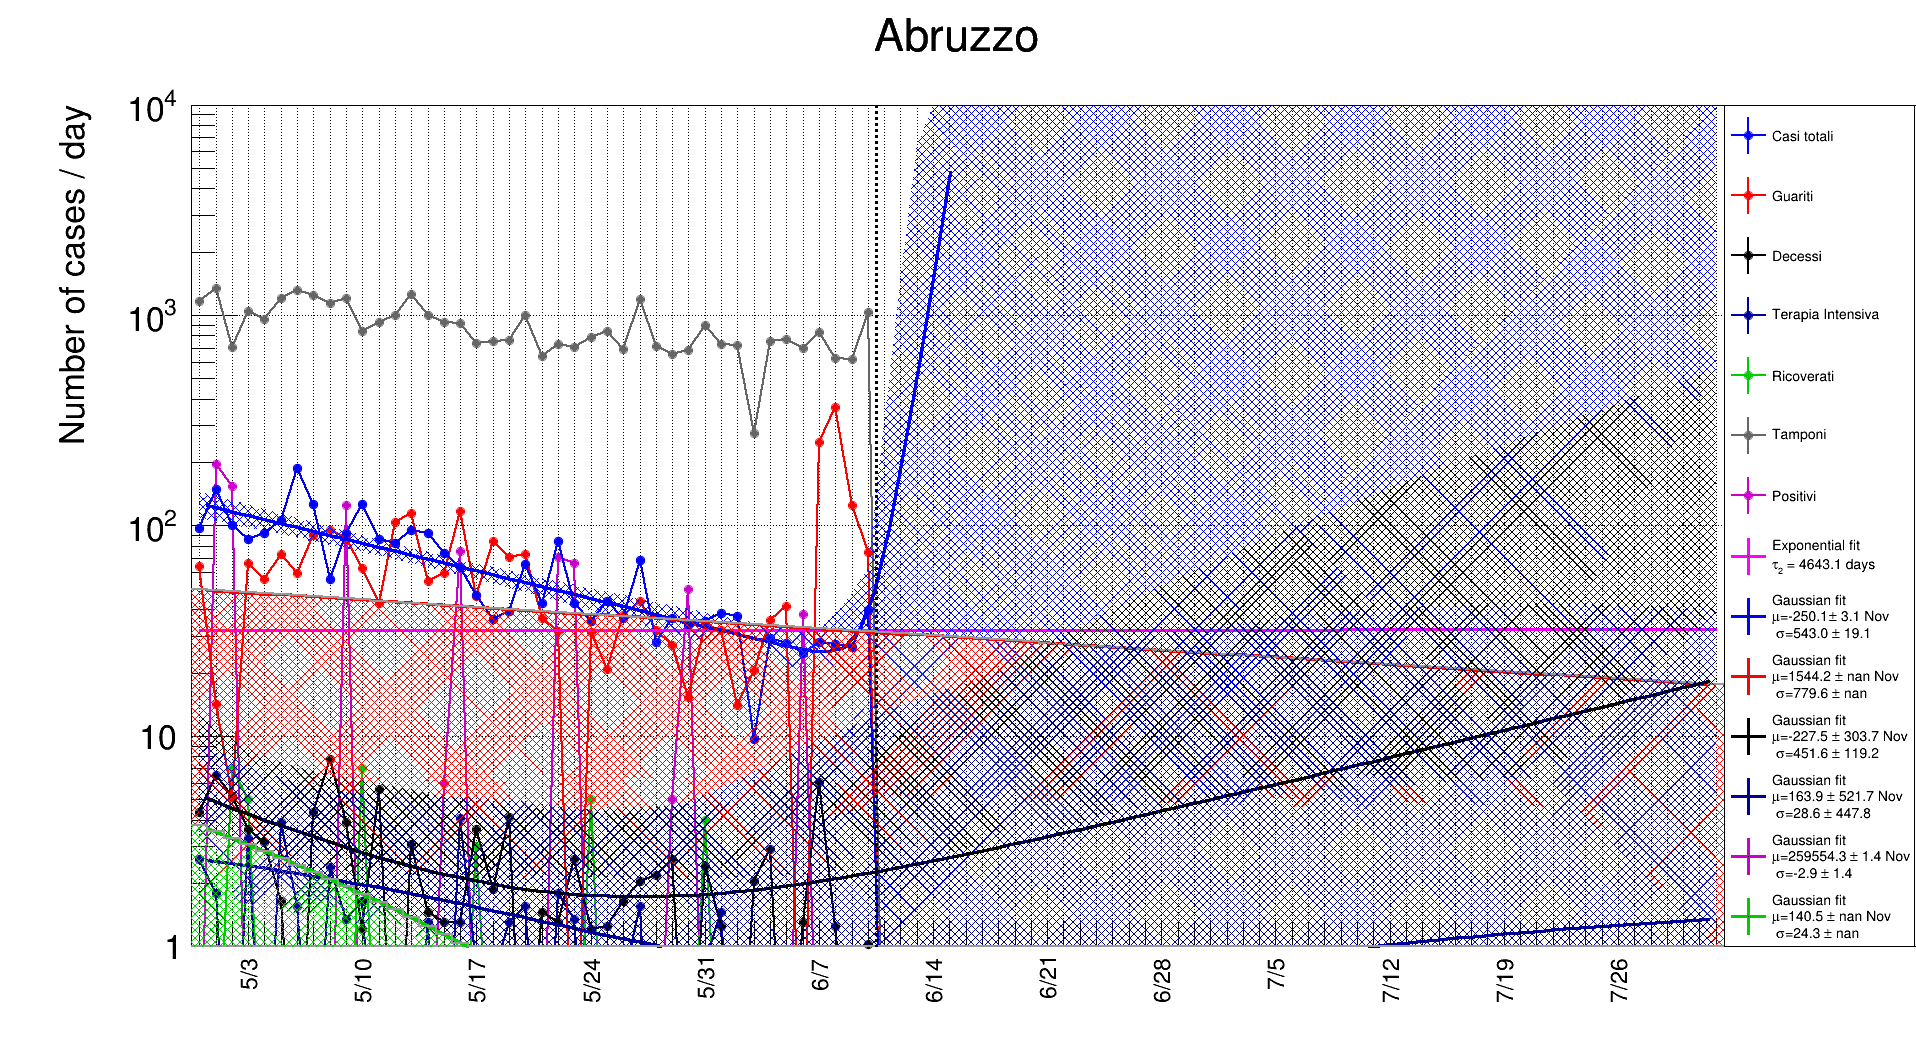 Abruzzo
Number of cases / day
10⁴
10³
10²
10
1
5/3
5/10
5/17
5/24
5/31
6/7
6/14
6/21
6/28
7/5
7/12
7/19
7/26
Casi totali
Guariti
Decessi
Terapia Intensiva
Ricoverati
Tamponi
Positivi
Exponential fit
τ₂ = 4643.1 days
Gaussian fit
μ=-250.1± 3.1 Nov
σ=543.0± 19.1
Gaussian fit
μ=1544.2± nan Nov
σ=779.6± nan
Gaussian fit
μ=-227.5± 303.7 Nov
σ=451.6± 119.2
Gaussian fit
μ=163.9± 521.7 Nov
σ=28.6± 447.8
Gaussian fit
μ=259554.3± 1.4 Nov
σ=-2.9± 1.4
Gaussian fit
μ=140.5± nan Nov
σ=24.3± nan